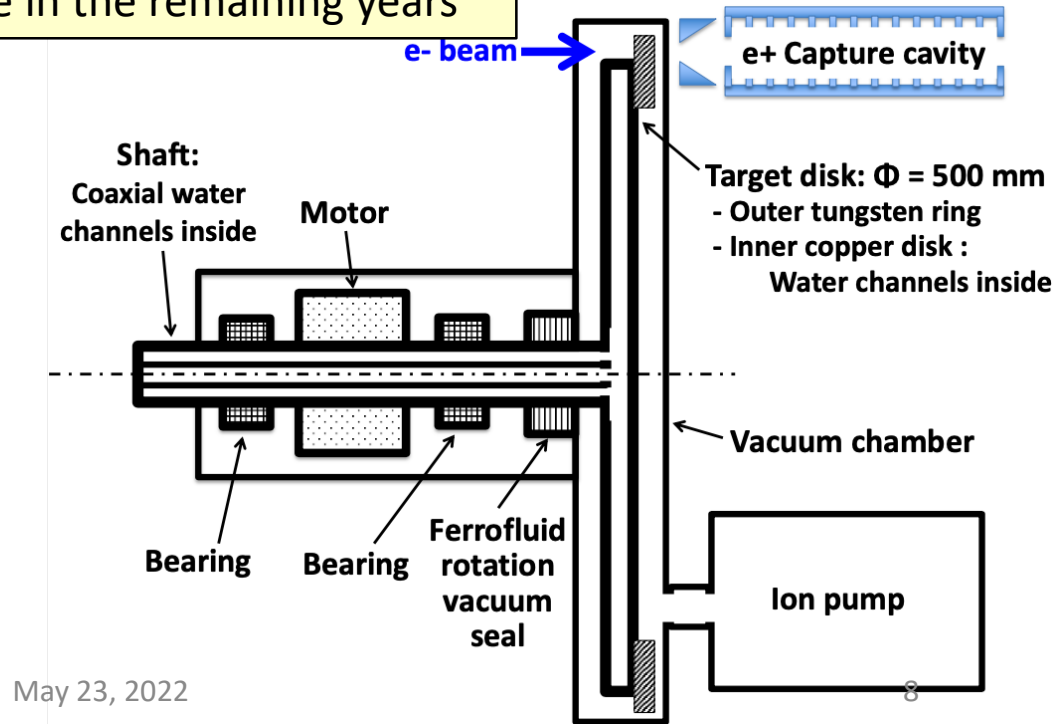 e in the remaining years
e- beam
e+ Capture cavity
Shaft:
Coaxial water
channels inside
Motor
Target disk: Φ = 500 mm
- Outer tungsten ring
- Inner copper disk :
Water channels inside
Vacuum chamber
Bearing
Bearing
Ferrofluid
rotation
vacuum
seal
Ion pump
May 23, 2022
8